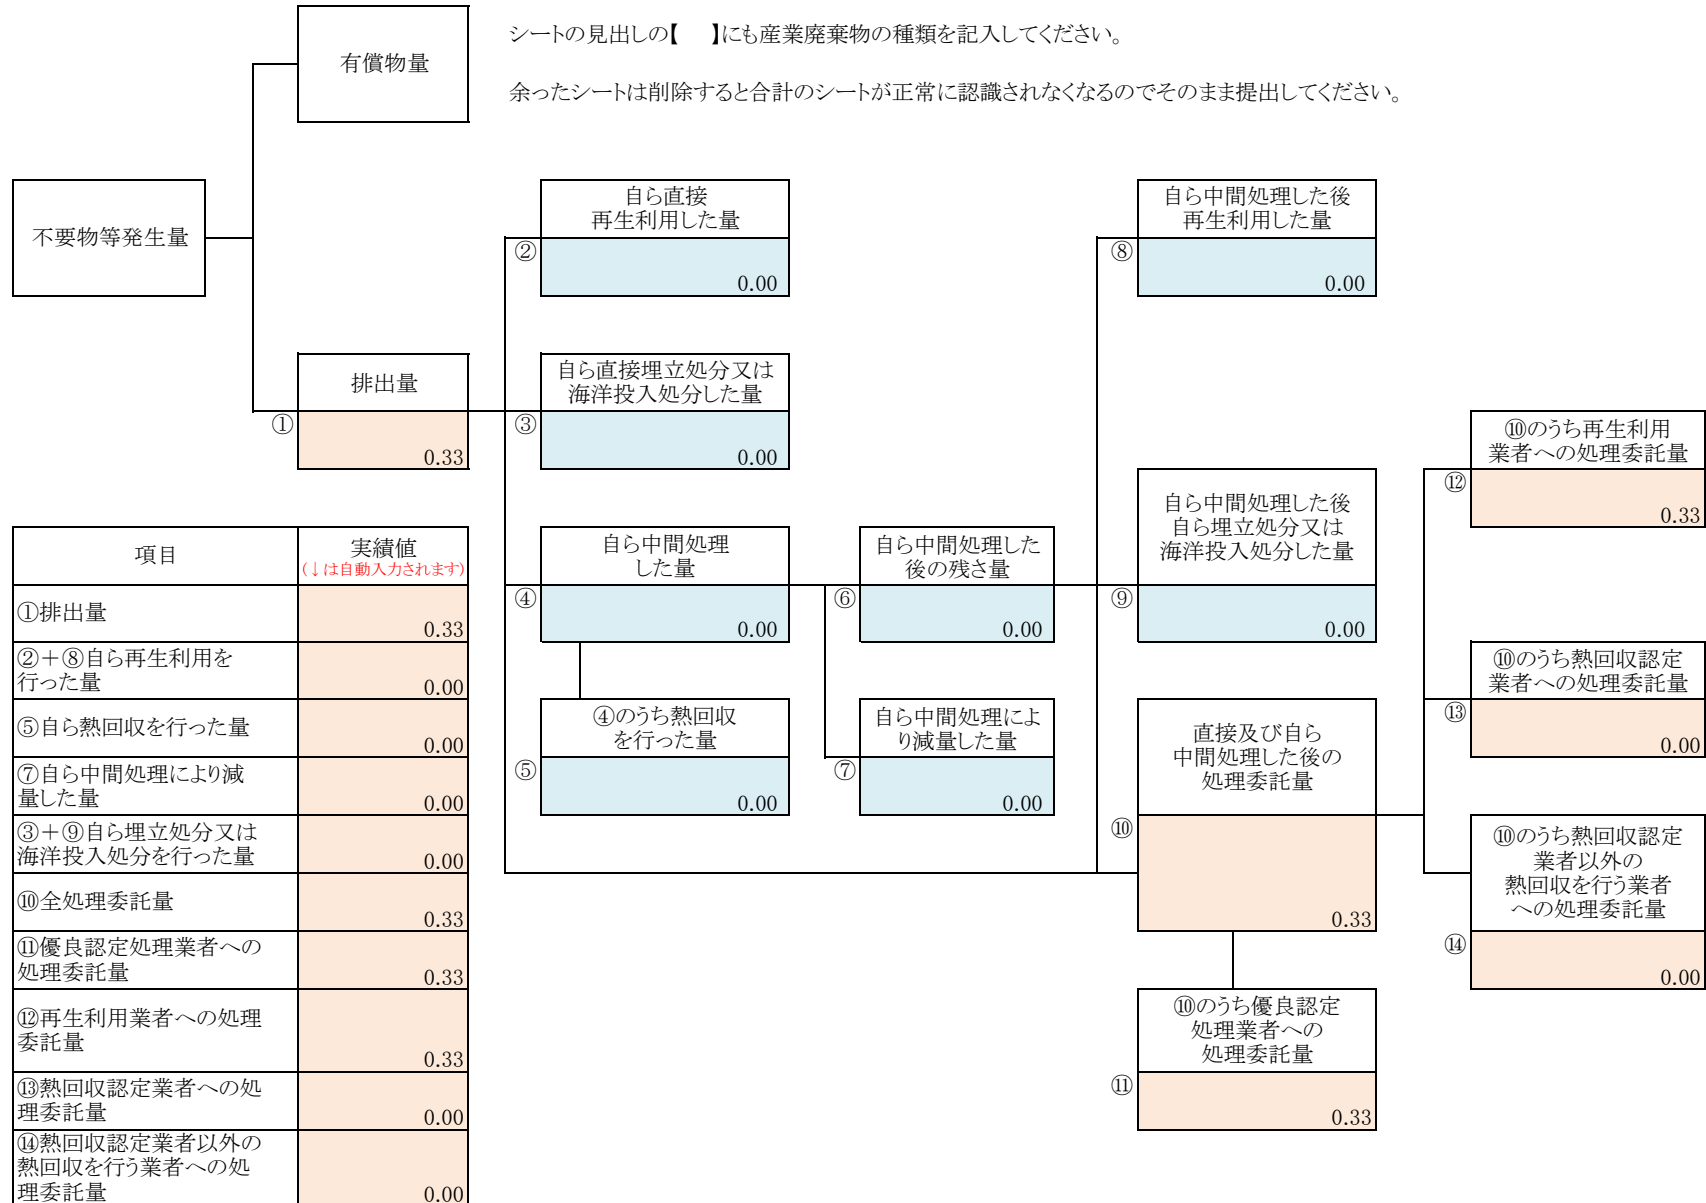 有償物量
シートの見出しの【　】にも産業廃棄物の種類を記入してください。
余ったシートは削除すると合計のシートが正常に認識されなくなるのでそのまま提出してください。
不要物等発生量
自ら直接
再生利用した量
②
0.00
自ら中間処理した後
再生利用した量
⑧
0.00
排出量
①
0.33
自ら直接埋立処分又は
海洋投入処分した量
③
0.00
⑩のうち再生利用
業者への処理委託量
⑫
0.33
自ら中間処理
した量
④
0.00
自ら中間処理した
後の残さ量
⑥
0.00
自ら中間処理した後
自ら埋立処分又は
海洋投入処分した量
⑨
0.00
⑩のうち熱回収認定
業者への処理委託量
⑬
0.00
④のうち熱回収
を行った量
⑤
0.00
自ら中間処理によ
り減量した量
⑦
0.00
直接及び自ら
中間処理した後の
処理委託量
⑩
0.33
⑩のうち熱回収認定
業者以外の
熱回収を行う業者
への処理委託量
⑭
0.00
⑩のうち優良認定
処理業者への
処理委託量
⑪
0.33
項目
実績値
(↓は自動入力されます)
①排出量
0.33
②+⑧自ら再生利用を
行った量
0.00
⑤自ら熱回収を行った量
0.00
⑦自ら中間処理により減
量した量
0.00
③+⑨自ら埋立処分又は
海洋投入処分を行った量
0.00
⑩全処理委託量
0.33
⑪優良認定処理業者への
処理委託量
0.33
⑫再生利用業者への処理
委託量
0.33
⑬熱回収認定業者への処
理委託量
0.00
⑭熱回収認定業者以外の
熱回収を行う業者への処
理委託量
0.00